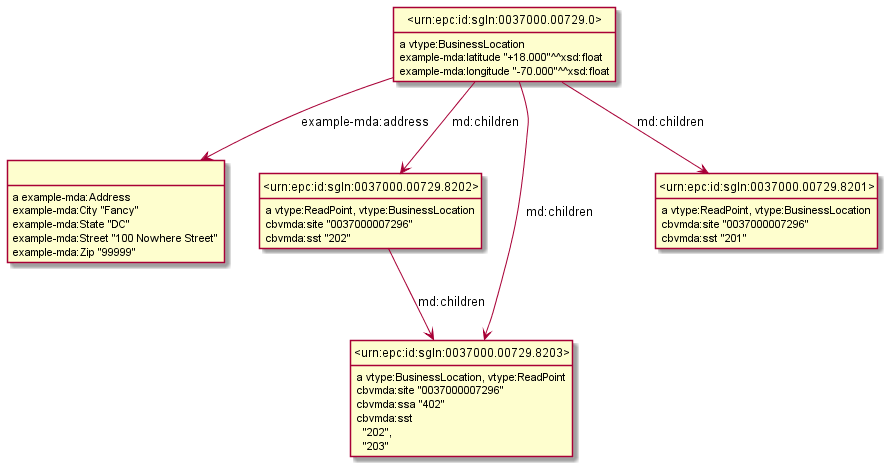 <urn:epc:id:sgln:0037000.00729.0>
a vtype:BusinessLocation
example-mda:latitude "+18.000"^^xsd:float
example-mda:longitude "-70.000"^^xsd:float
example-mda:address
md:children
md:children
md:children
a example-mda:Address
example-mda:City "Fancy"
example-mda:State "DC"
example-mda:Street "100 Nowhere Street"
example-mda:Zip "99999"
<urn:epc:id:sgln:0037000.00729.8202>
a vtype:ReadPoint, vtype:BusinessLocation
cbvmda:site "0037000007296"
cbvmda:sst "202"
<urn:epc:id:sgln:0037000.00729.8201>
a vtype:ReadPoint, vtype:BusinessLocation
cbvmda:site "0037000007296"
cbvmda:sst "201"
md:children
<urn:epc:id:sgln:0037000.00729.8203>
a vtype:BusinessLocation, vtype:ReadPoint
cbvmda:site "0037000007296"
cbvmda:ssa "402"
cbvmda:sst
"202",
"203"